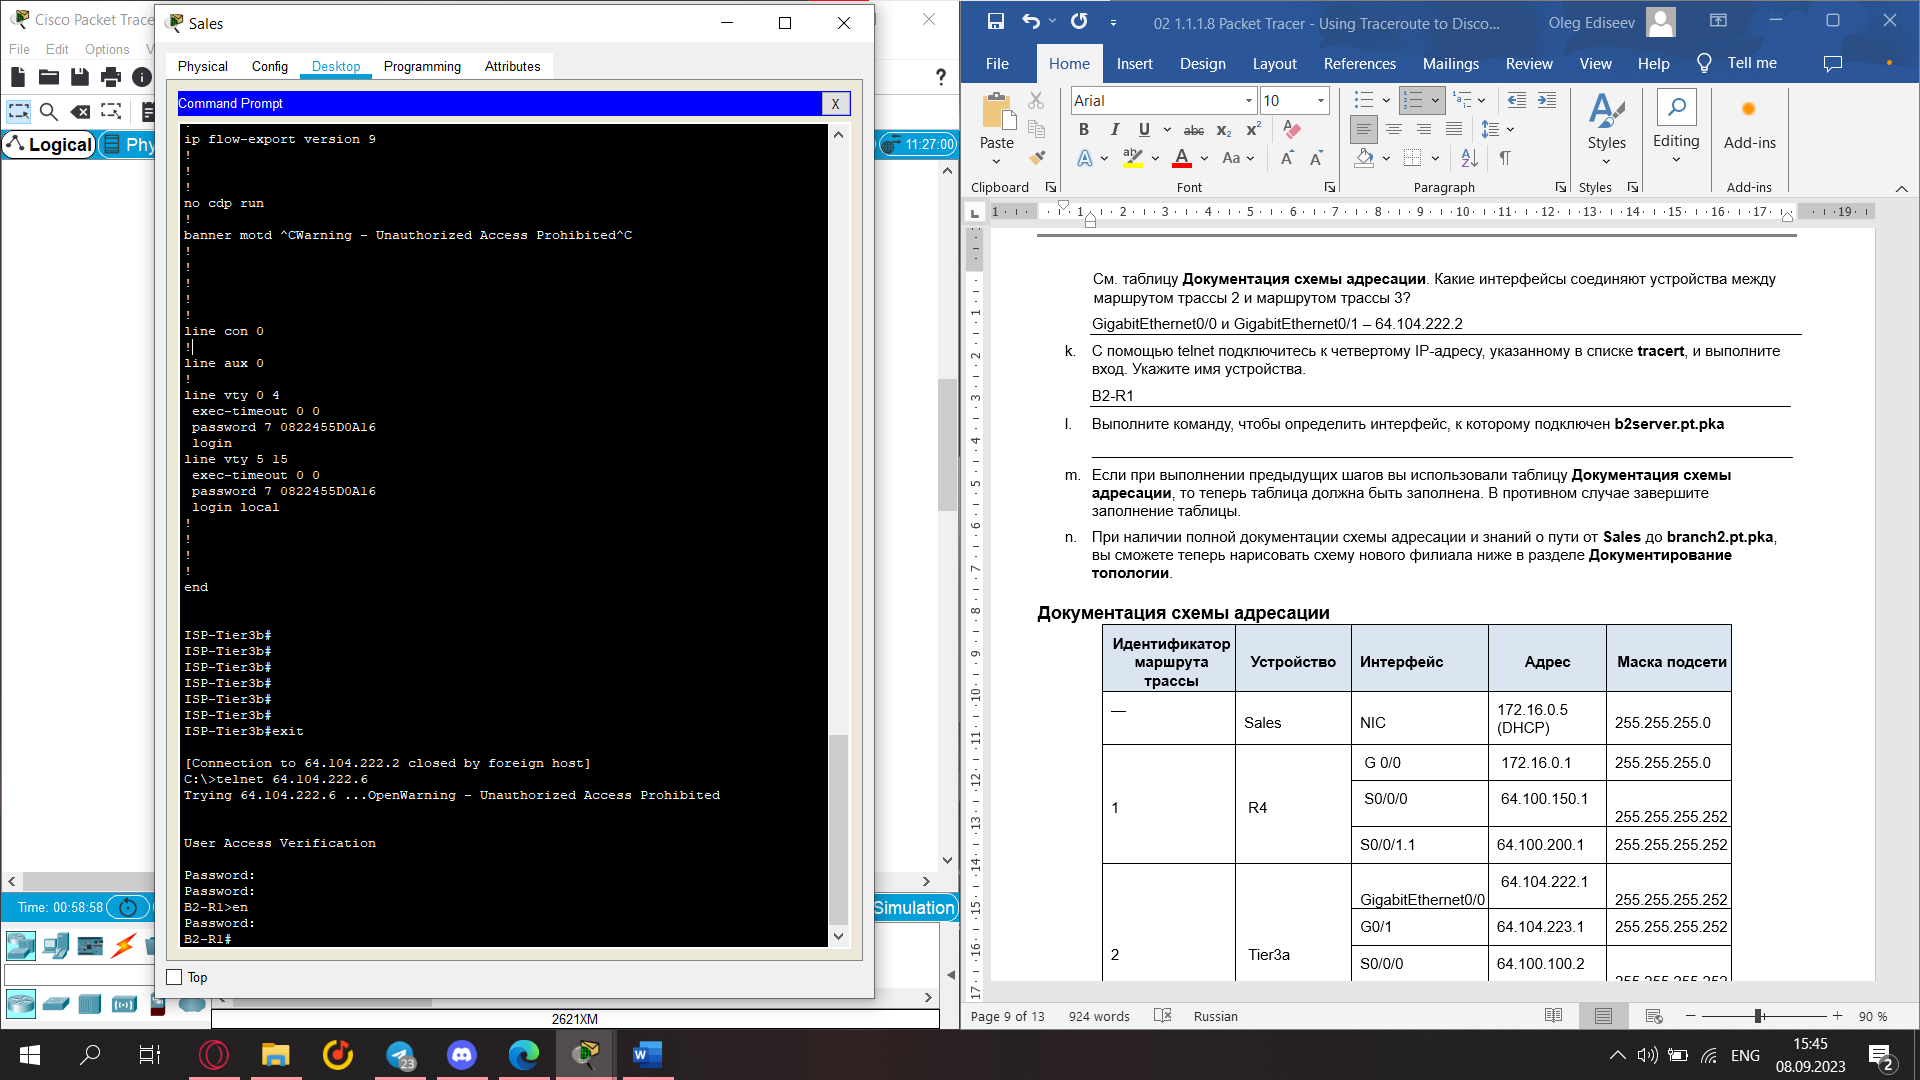 Cisco Packet Trace
File Edit Options V
Logical
Phy
11:27:00
Time: 00:58:58
Simulation
2621XM
Sales
Physical Config Desktop Programming Attributes
Command Prompt X
!
ip flow-export version 9
!
!
!
no cdp run
!
banner motd ^CWarning - Unauthorized Access Prohibited^C
!
!
!
!
!
line con 0
!
line aux 0
!
line vty 0 4
exec-timeout 0 0
password 7 0822455D0A16
login
line vty 5 15
exec-timeout 0 0
password 7 0822455D0A16
login local
!
!
!
!
end
ISP-Tier3b#
ISP-Tier3b#
ISP-Tier3b#
ISP-Tier3b#
ISP-Tier3b#
ISP-Tier3b#
ISP-Tier3b#exit
[Connection to 64.104.222.2 closed by foreign host]
C:\>telnet 64.104.222.6
Trying 64.104.222.6 ...OpenWarning - Unauthorized Access Prohibited
User Access Verification
Password:
Password:
B2-R1>en
Password:
B2-R1#
Top
02 1.1.1.8 Packet Tracer - Using Traceroute to Disco... Oleg Ediseev
File Home Insert Design Layout References Mailings Review View Help Tell me
Arial 10
Paste
Styles
Editing
Add-ins
Clipboard Font Paragraph Styles Add-ins
См. таблицу Документация схемы адресации. Какие интерфейсы соединяют устройства между
маршрутом трассы 2 и маршрутом трассы 3?
GigabitEthernet0/0 и GigabitEthernet0/1 – 64.104.222.2
k. С помощью telnet подключитесь к четвертому IP-адресу, указанному в списке tracert, и выполните
вход. Укажите имя устройства.
B2-R1
l. Выполните команду, чтобы определить интерфейс, к которому подключен b2server.pt.pka
m. Если при выполнении предыдущих шагов вы использовали таблицу Документация схемы
адресации, то теперь таблица должна быть заполнена. В противном случае завершите
заполнение таблицы.
n. При наличии полной документации схемы адресации и знаний о пути от Sales до branch2.pt.pka,
вы сможете теперь нарисовать схему нового филиала ниже в разделе Документирование
топологии.
Документация схемы адресации
Идентификатор маршрута трассы Устройство Интерфейс Адрес Маска подсети
— Sales NIC 172.16.0.5 (DHCP) 255.255.255.0
1 R4 G 0/0 172.16.0.1 255.255.255.0
S0/0/0 64.100.150.1 255.255.255.252
S0/0/1.1 64.100.200.1 255.255.255.252
2 Tier3a GigabitEthernet0/0 64.104.222.1 255.255.255.252
G0/1 64.104.223.1 255.255.255.252
S0/0/0 64.100.100.2 255.255.255.252
Page 9 of 13 924 words Russian 90 %
23
ENG
15:45
08.09.2023
2